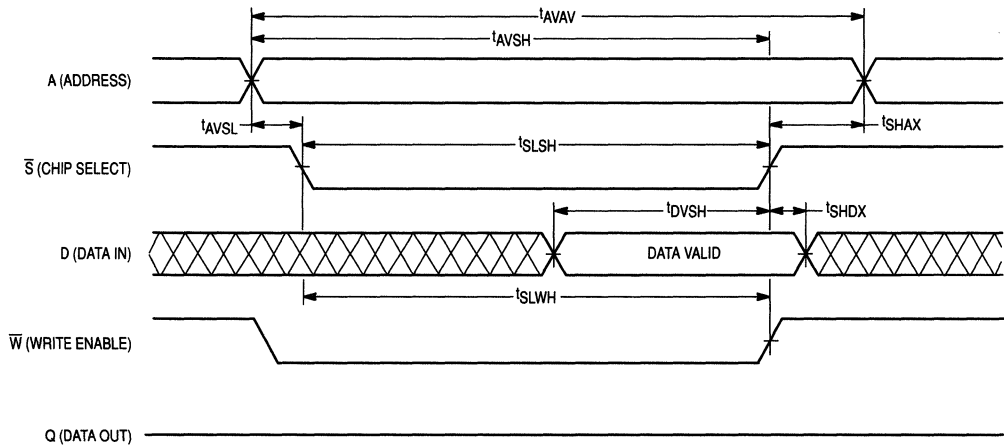 tAVAV
tAVSH
A (ADDRESS)
tAVSL
tSHAX
S̅ (CHIP SELECT)
tSLSH
tDVSH
tSHDX
D (DATA IN)
DATA VALID
tSLWH
W̅ (WRITE ENABLE)
Q (DATA OUT)